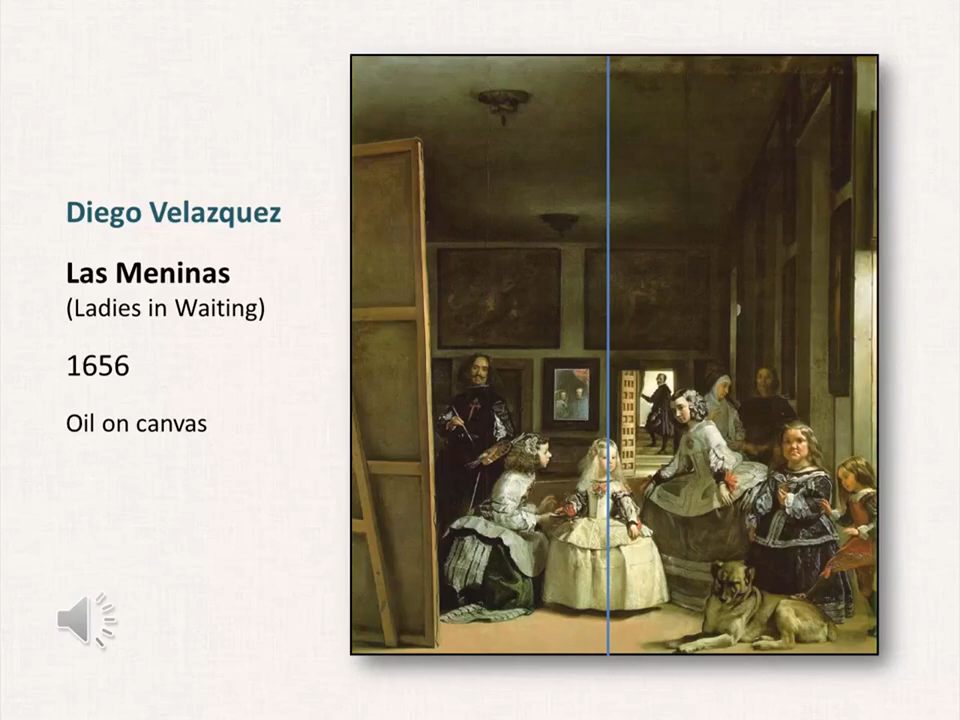 Diego Velazquez
Las Meninas
(Ladies in Waiting)
1656
Oil on canvas